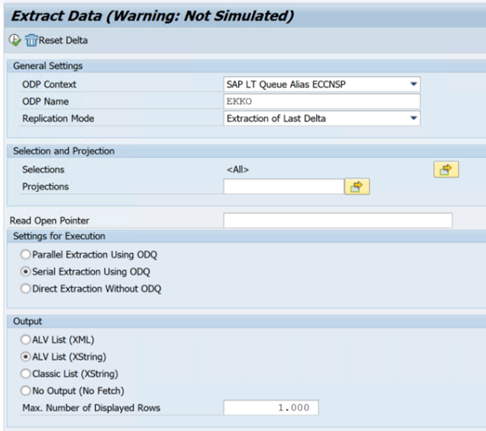 Extract Data (Warning: Not Simulated)
Reset Delta
General Settings
ODP Context SAP LT Queue Alias ECCNSP
ODP Name EKKO
Replication Mode Extraction of Last Delta
Selection and Projection
Selections <All>
Projections
Read Open Pointer
Settings for Execution
Parallel Extraction Using ODQ
Serial Extraction Using ODQ
Direct Extraction Without ODQ
Output
ALV List (XML)
ALV List (XString)
Classic List (XString)
No Output (No Fetch)
Max. Number of Displayed Rows 1.000